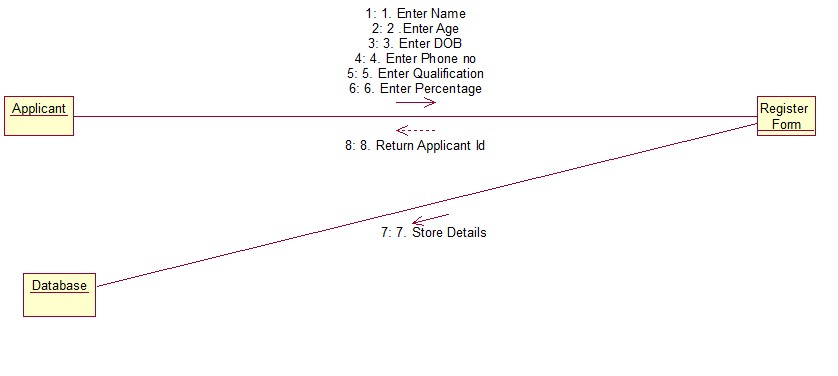 1: 1. Enter Name
2: 2 .Enter Age
3: 3. Enter DOB
4: 4. Enter Phone no
5: 5. Enter Qualification
6: 6. Enter Percentage
Applicant
Register
Form
8: 8. Return Applicant Id
7: 7. Store Details
Database